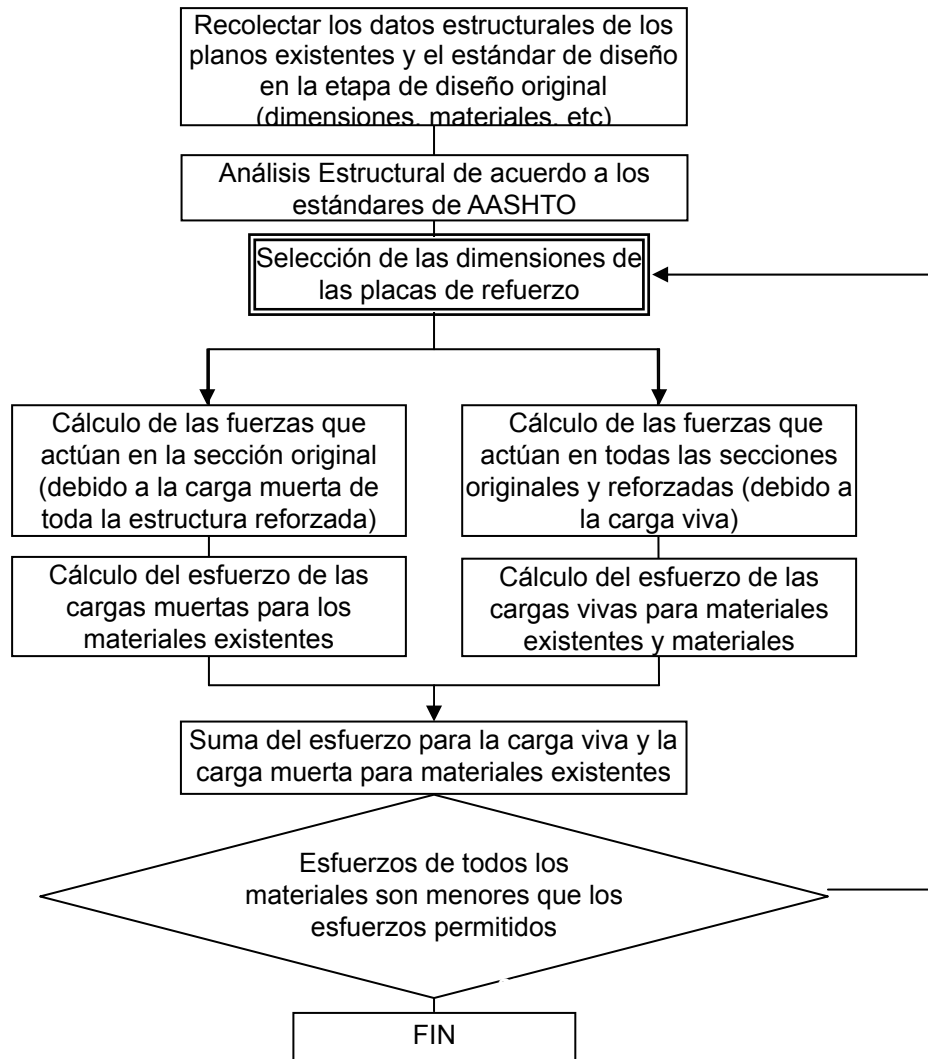 Recolectar los datos estructurales de los
planos existentes y el estándar de diseño
en la etapa de diseño original
(dimensiones, materiales, etc)
Análisis Estructural de acuerdo a los
estándares de AASHTO
Selección de las dimensiones de
las placas de refuerzo
Cálculo de las fuerzas que
actúan en la sección original
(debido a la carga muerta de
toda la estructura reforzada)
Cálculo de las fuerzas que
actúan en todas las secciones
originales y reforzadas (debido a
la carga viva)
Cálculo del esfuerzo de las
cargas muertas para los
materiales existentes
Cálculo del esfuerzo de las
cargas vivas para materiales
existentes y materiales
Suma del esfuerzo para la carga viva y la
carga muerta para materiales existentes
Esfuerzos de todos los
materiales son menores que los
esfuerzos permitidos
FIN